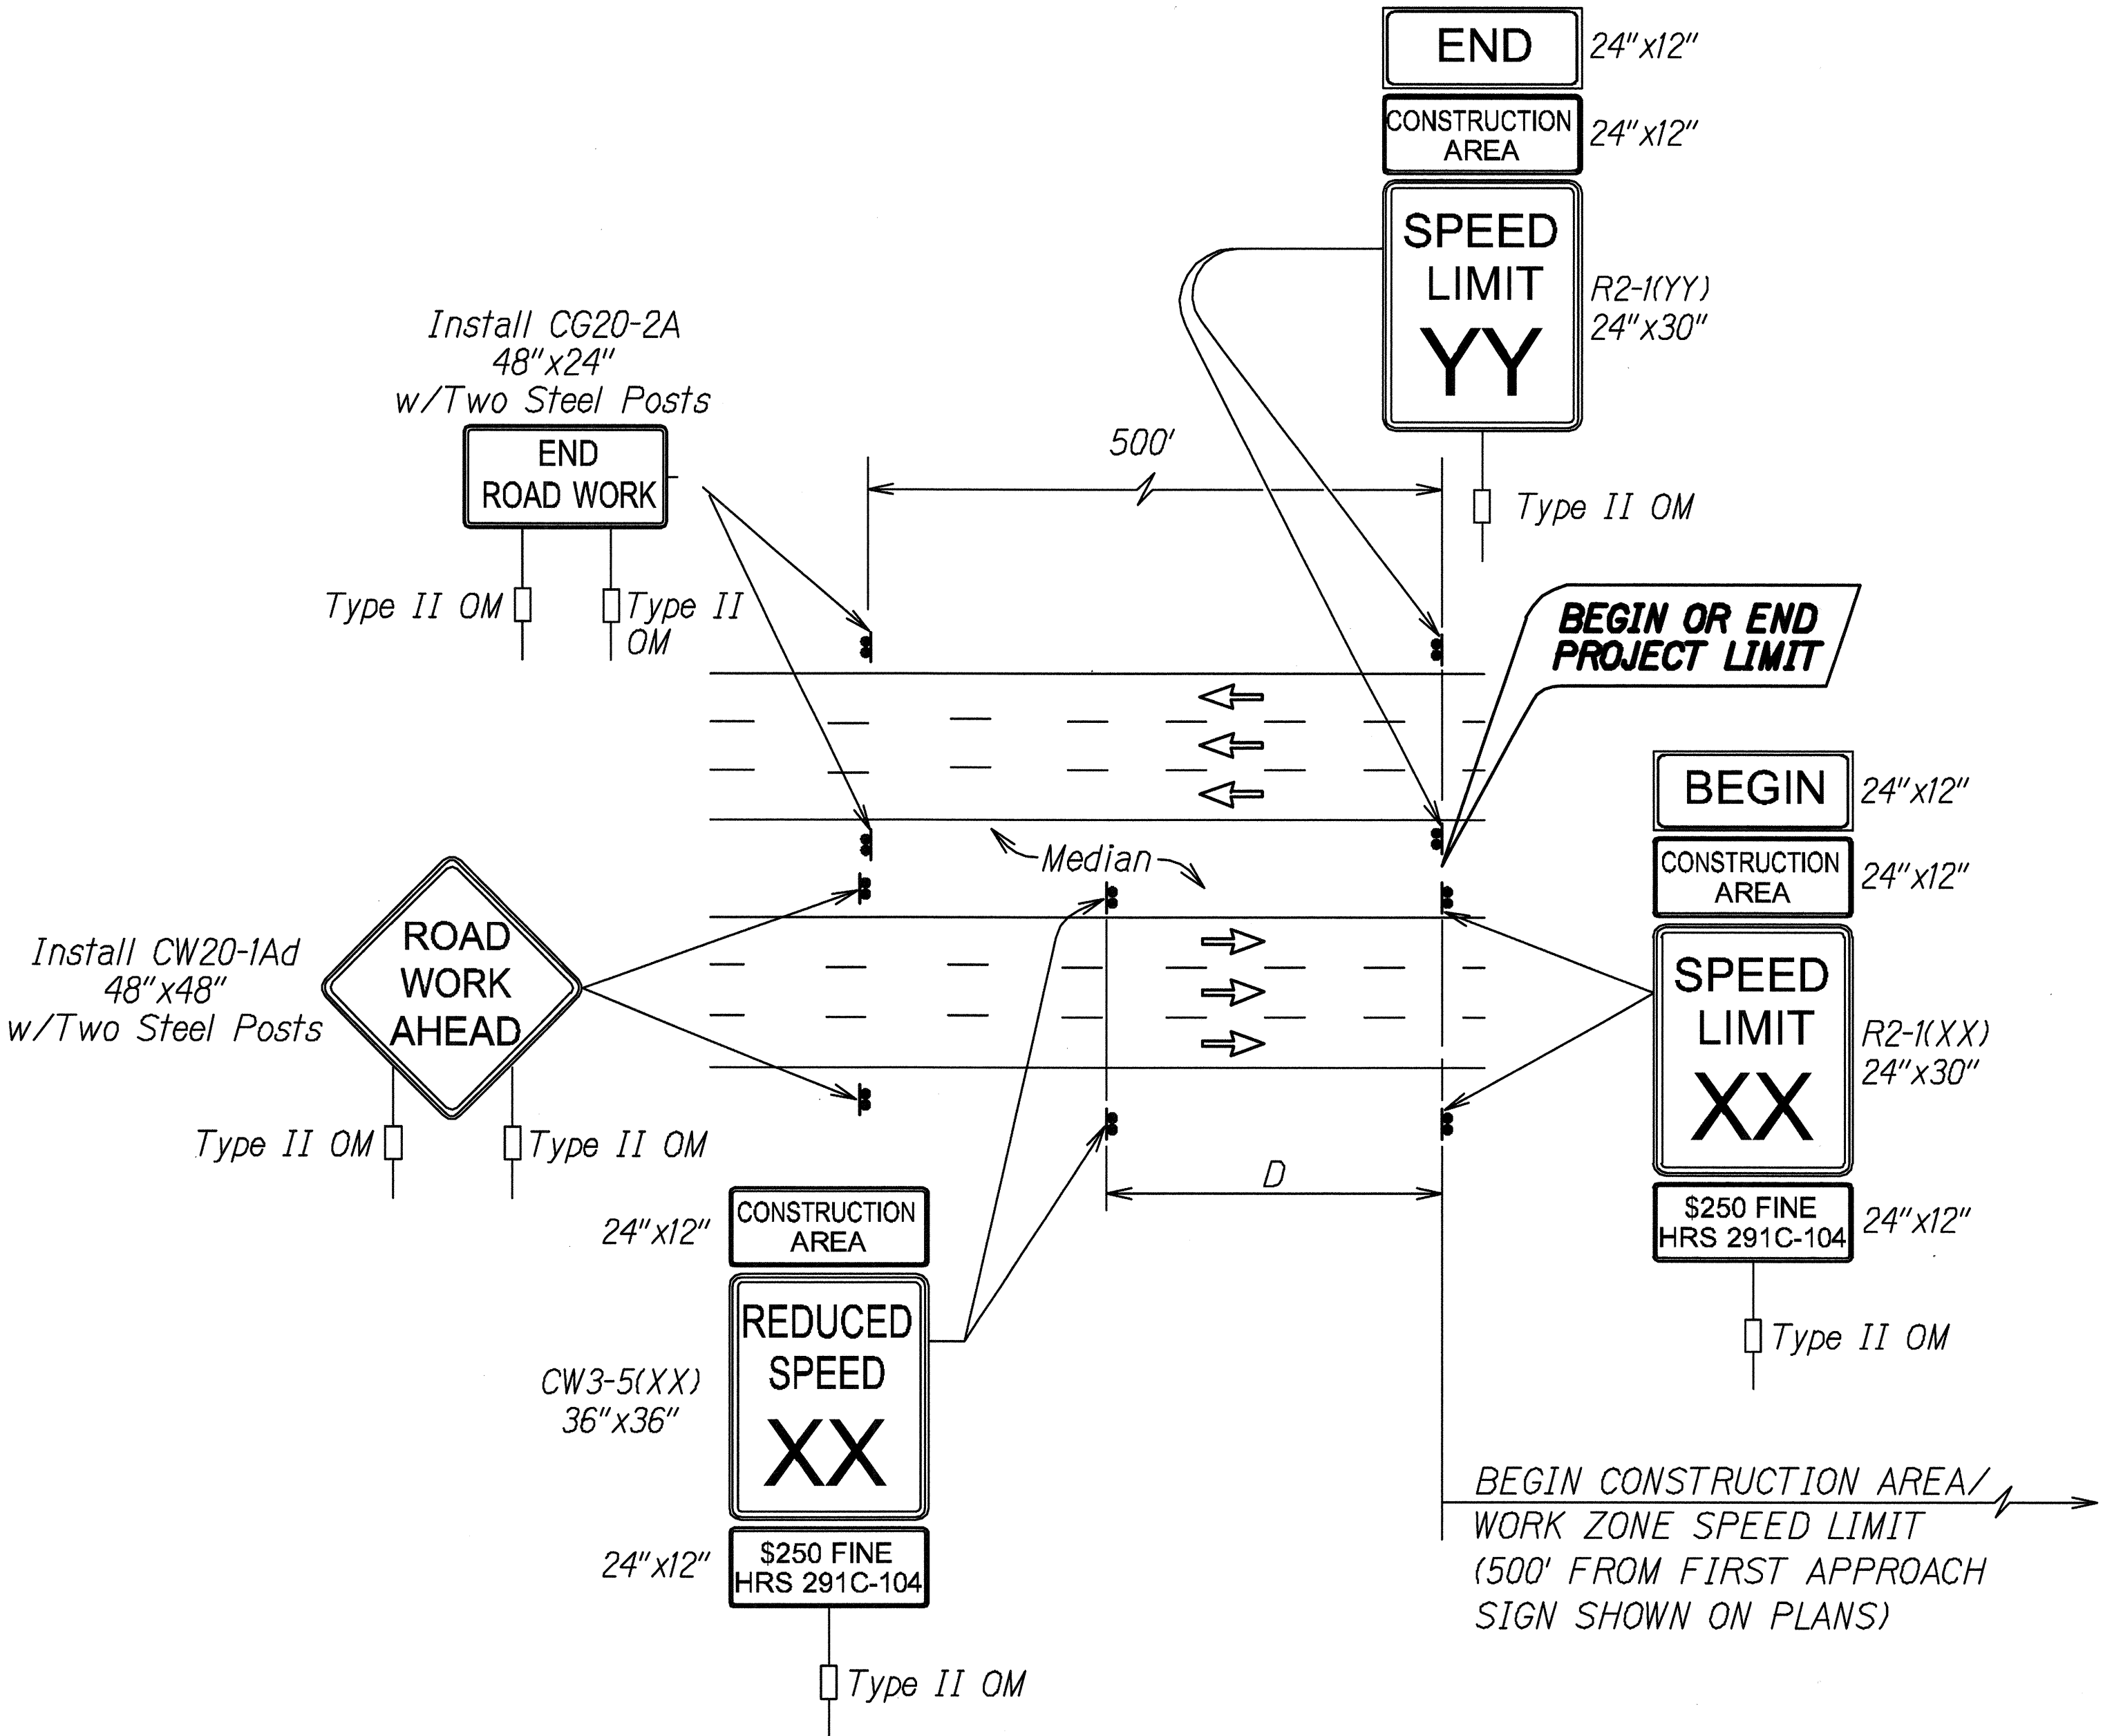 END
24"x12"
CONSTRUCTION
AREA
24"x12"
SPEED
LIMIT
YY
R2-1(YY)
24"x30"
Type II OM
Install CG20-2A
48"x24"
w/Two Steel Posts
END
ROAD WORK
Type II OM
Type II
OM
500'
BEGIN OR END
PROJECT LIMIT
Median
BEGIN
24"x12"
CONSTRUCTION
AREA
24"x12"
SPEED
LIMIT
XX
R2-1(XX)
24"x30"
$250 FINE
HRS 291C-104
24"x12"
Type II OM
Install CW20-1Ad
48"x48"
w/Two Steel Posts
ROAD
WORK
AHEAD
Type II OM
Type II OM
D
24"x12"
CONSTRUCTION
AREA
REDUCED
SPEED
XX
CW3-5(XX)
36"x36"
24"x12"
$250 FINE
HRS 291C-104
Type II OM
BEGIN CONSTRUCTION AREA/
WORK ZONE SPEED LIMIT
(500' FROM FIRST APPROACH
SIGN SHOWN ON PLANS)